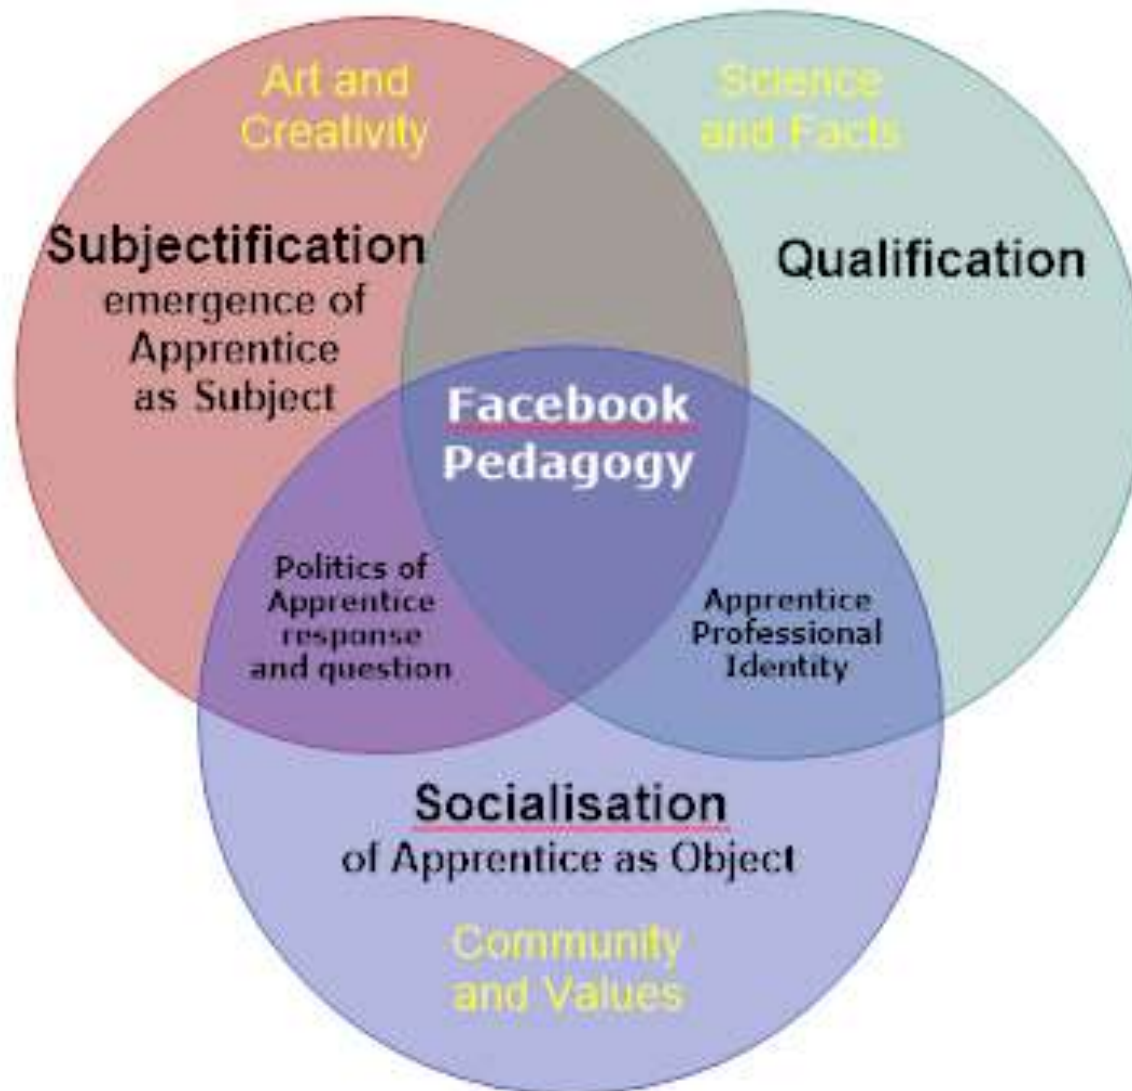 Art and
Creativity
Science
and Facts
Subjectification
emergence of
Apprentice
as Subject
Qualification
Facebook
Pedagogy
Politics of
Apprentice
response
and question
Apprentice
Professional
Identity
Socialisation
of Apprentice as Object
Community
and Values